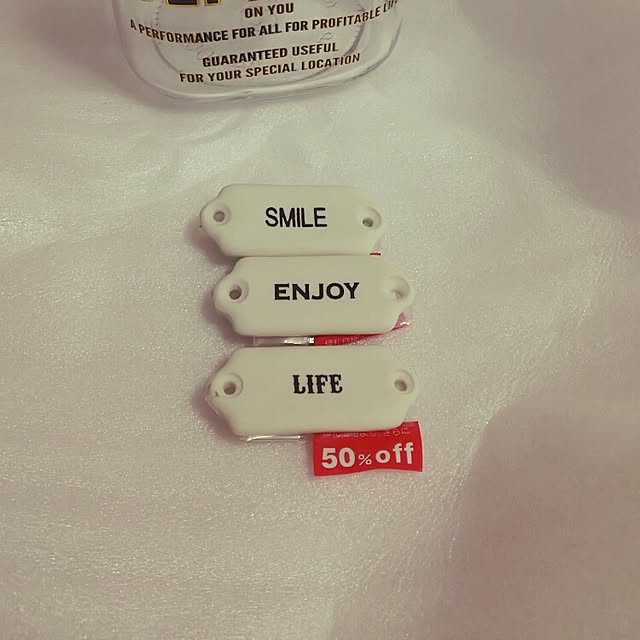 ON YOU
A PERFORMANCE FOR ALL FOR PROFITABLE
GUARANTEED USEFUL
FOR YOUR SPECIAL LOCATION
SMILE
ENJOY
LIFE
50%off